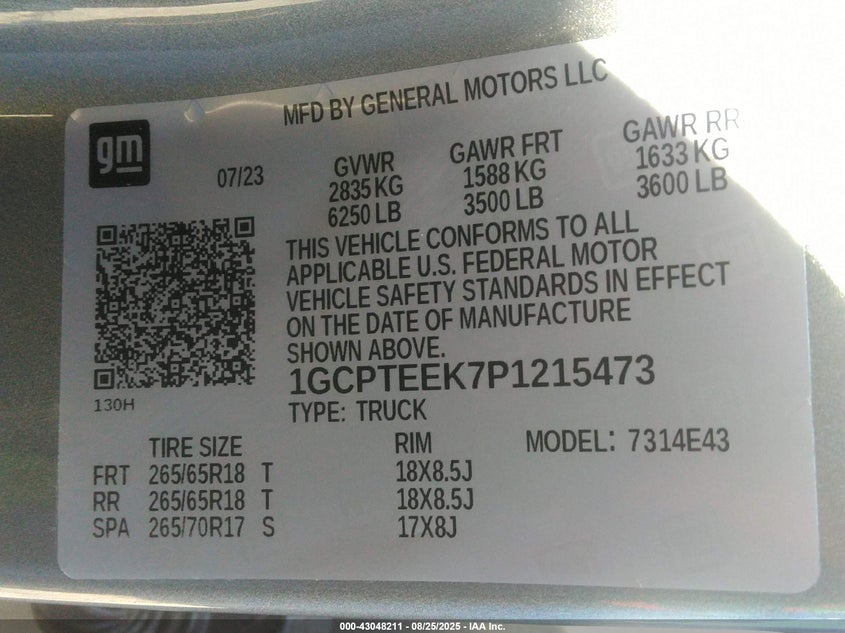 MFD BY GENERAL MOTORS LLC
gm
07/23
GVWR
2835 KG
6250 LB
GAWR FRT
1588 KG
3500 LB
GAWR RR
1633 KG
3600 LB
THIS VEHICLE CONFORMS TO ALL
APPLICABLE U.S. FEDERAL MOTOR
VEHICLE SAFETY STANDARDS IN EFFECT
ON THE DATE OF MANUFACTURE
SHOWN ABOVE.
1GCPTEEK7P1215473
130H
TYPE: TRUCK
TIRE SIZE RIM MODEL: 7314E43
FRT 265/65R18 T 18X8.5J
RR 265/65R18 T 18X8.5J
SPA 265/70R17 S 17X8J
000-43048211 - 08/25/2025 - IAA Inc.